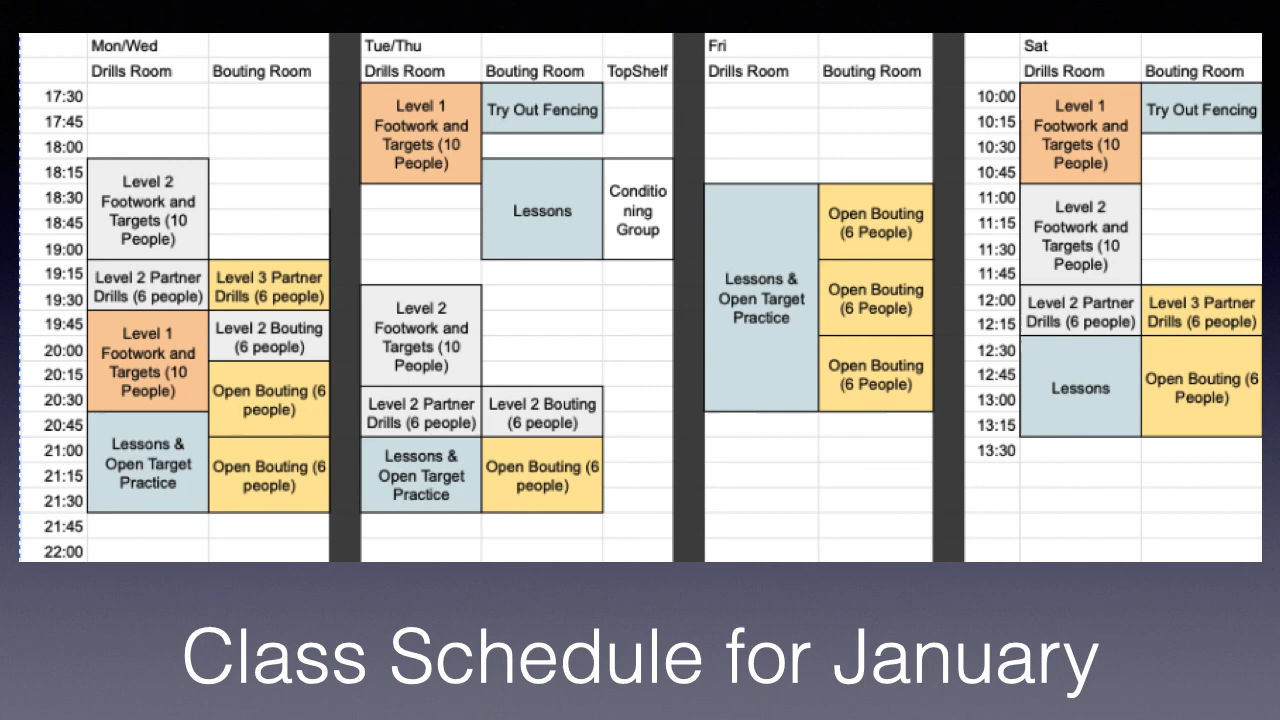 Mon/Wed
Tue/Thu
Fri
Sat
Drills Room
Bouting Room
Drills Room
Bouting Room
TopShelf
Drills Room
Bouting Room
Drills Room
Bouting Room
17:30
17:45
18:00
18:15
18:30
18:45
19:00
19:15
19:30
19:45
20:00
20:15
20:30
20:45
21:00
21:15
21:30
21:45
22:00
Level 2
Footwork and
Targets (10
People)
Level 2 Partner
Drills (6 people)
Level 1
Footwork and
Targets (10
People)
Lessons &
Open Target
Practice
Level 3 Partner
Drills (6 people)
Level 2 Bouting
(6 people)
Open Bouting (6
people)
Open Bouting (6
people)
Level 1
Footwork and
Targets (10
People)
Level 2
Footwork and
Targets (10
People)
Level 2 Partner
Drills (6 people)
Lessons &
Open Target
Practice
Try Out Fencing
Lessons
Level 2 Bouting
(6 people)
Open Bouting (6
people)
Conditio
ning
Group
Lessons &
Open Target
Practice
Open Bouting
(6 People)
Open Bouting
(6 People)
Open Bouting
(6 People)
10:00
10:15
10:30
10:45
11:00
11:15
11:30
11:45
12:00
12:15
12:30
12:45
13:00
13:15
13:30
Level 1
Footwork and
Targets (10
People)
Level 2
Footwork and
Targets (10
People)
Level 2 Partner
Drills (6 people)
Lessons
Try Out Fencing
Level 3 Partner
Drills (6 people)
Open Bouting (6
People)
Class Schedule for January